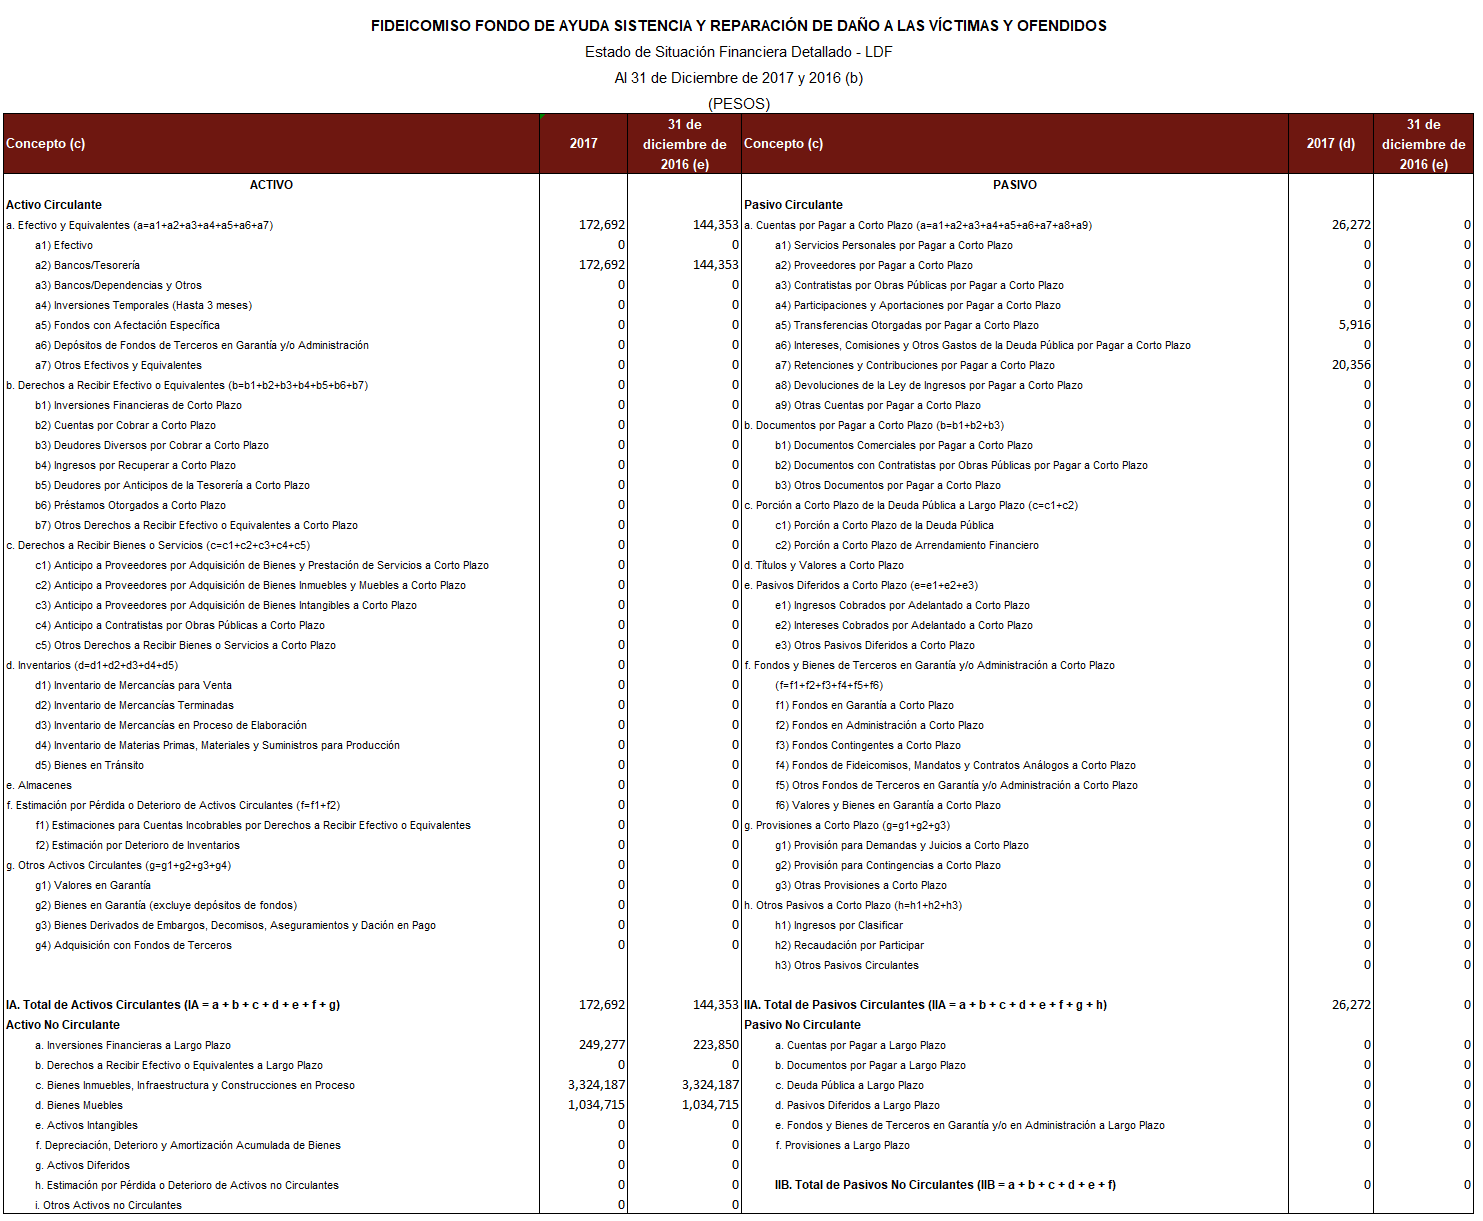 FIDEICOMISO FONDO DE AYUDA SISTENCIA Y REPARACIÓN DE DAÑO A LAS VÍCTIMAS Y OFENDIDOS
Estado de Situación Financiera Detallado - LDF
Al 31 de Diciembre de 2017 y 2016 (b)
(PESOS)
Concepto (c) 2017 31 de diciembre de 2016 (e) Concepto (c) 2017 (d) 31 de diciembre de 2016 (e)
ACTIVO PASIVO
Activo Circulante Pasivo Circulante
a. Efectivo y Equivalentes (a=a1+a2+a3+a4+a5+a6+a7) 172,692 144,353 a. Cuentas por Pagar a Corto Plazo (a=a1+a2+a3+a4+a5+a6+a7+a8+a9) 26,272 0
a1) Efectivo 0 0 a1) Servicios Personales por Pagar a Corto Plazo 0 0
a2) Bancos/Tesorería 172,692 144,353 a2) Proveedores por Pagar a Corto Plazo 0 0
a3) Bancos/Dependencias y Otros 0 0 a3) Contratistas por Obras Públicas por Pagar a Corto Plazo 0 0
a4) Inversiones Temporales (Hasta 3 meses) 0 0 a4) Participaciones y Aportaciones por Pagar a Corto Plazo 0 0
a5) Fondos con Afectación Específica 0 0 a5) Transferencias Otorgadas por Pagar a Corto Plazo 5,916 0
a6) Depósitos de Fondos de Terceros en Garantía y/o Administración 0 0 a6) Intereses, Comisiones y Otros Gastos de la Deuda Pública por Pagar a Corto Plazo 0 0
a7) Otros Efectivos y Equivalentes 0 0 a7) Retenciones y Contribuciones por Pagar a Corto Plazo 20,356 0
b. Derechos a Recibir Efectivo o Equivalentes (b=b1+b2+b3+b4+b5+b6+b7) 0 0 a8) Devoluciones de la Ley de Ingresos por Pagar a Corto Plazo 0 0
b1) Inversiones Financieras de Corto Plazo 0 0 a9) Otras Cuentas por Pagar a Corto Plazo 0 0
b2) Cuentas por Cobrar a Corto Plazo 0 0 b. Documentos por Pagar a Corto Plazo (b=b1+b2+b3) 0 0
b3) Deudores Diversos por Cobrar a Corto Plazo 0 0 b1) Documentos Comerciales por Pagar a Corto Plazo 0 0
b4) Ingresos por Recuperar a Corto Plazo 0 0 b2) Documentos con Contratistas por Obras Públicas por Pagar a Corto Plazo 0 0
b5) Deudores por Anticipos de la Tesorería a Corto Plazo 0 0 b3) Otros Documentos por Pagar a Corto Plazo 0 0
b6) Préstamos Otorgados a Corto Plazo 0 0 c. Porción a Corto Plazo de la Deuda Pública a Largo Plazo (c=c1+c2) 0 0
b7) Otros Derechos a Recibir Efectivo o Equivalentes a Corto Plazo 0 0 c1) Porción a Corto Plazo de la Deuda Pública 0 0
c. Derechos a Recibir Bienes o Servicios (c=c1+c2+c3+c4+c5) 0 0 c2) Porción a Corto Plazo de Arrendamiento Financiero 0 0
c1) Anticipo a Proveedores por Adquisición de Bienes y Prestación de Servicios a Corto Plazo 0 0 d. Títulos y Valores a Corto Plazo 0 0
c2) Anticipo a Proveedores por Adquisición de Bienes Inmuebles y Muebles a Corto Plazo 0 0 e. Pasivos Diferidos a Corto Plazo (e=e1+e2+e3) 0 0
c3) Anticipo a Proveedores por Adquisición de Bienes Intangibles a Corto Plazo 0 0 e1) Ingresos Cobrados por Adelantado a Corto Plazo 0 0
c4) Anticipo a Contratistas por Obras Públicas a Corto Plazo 0 0 e2) Intereses Cobrados por Adelantado a Corto Plazo 0 0
c5) Otros Derechos a Recibir Bienes o Servicios a Corto Plazo 0 0 e3) Otros Pasivos Diferidos a Corto Plazo 0 0
d. Inventarios (d=d1+d2+d3+d4+d5) 0 0 f. Fondos y Bienes de Terceros en Garantía y/o Administración a Corto Plazo 0 0
d1) Inventario de Mercancías para Venta 0 0 (f=f1+f2+f3+f4+f5+f6) 0 0
d2) Inventario de Mercancías Terminadas 0 0 f1) Fondos en Garantía a Corto Plazo 0 0
d3) Inventario de Mercancías en Proceso de Elaboración 0 0 f2) Fondos en Administración a Corto Plazo 0 0
d4) Inventario de Materias Primas, Materiales y Suministros para Producción 0 0 f3) Fondos Contingentes a Corto Plazo 0 0
d5) Bienes en Tránsito 0 0 f4) Fondos de Fideicomisos, Mandatos y Contratos Análogos a Corto Plazo 0 0
e. Almacenes 0 0 f5) Otros Fondos de Terceros en Garantía y/o Administración a Corto Plazo 0 0
f. Estimación por Pérdida o Deterioro de Activos Circulantes (f=f1+f2) 0 0 f6) Valores y Bienes en Garantía a Corto Plazo 0 0
f1) Estimaciones para Cuentas Incobrables por Derechos a Recibir Efectivo o Equivalentes 0 0 g. Provisiones a Corto Plazo (g=g1+g2+g3) 0 0
f2) Estimación por Deterioro de Inventarios 0 0 g1) Provisión para Demandas y Juicios a Corto Plazo 0 0
g. Otros Activos Circulantes (g=g1+g2+g3+g4) 0 0 g2) Provisión para Contingencias a Corto Plazo 0 0
g1) Valores en Garantía 0 0 g3) Otras Provisiones a Corto Plazo 0 0
g2) Bienes en Garantía (excluye depósitos de fondos) 0 0 h. Otros Pasivos a Corto Plazo (h=h1+h2+h3) 0 0
g3) Bienes Derivados de Embargos, Decomisos, Aseguramientos y Dación en Pago 0 0 h1) Ingresos por Clasificar 0 0
g4) Adquisición con Fondos de Terceros 0 0 h2) Recaudación por Participar 0 0
h3) Otros Pasivos Circulantes 0 0
IA. Total de Activos Circulantes (IA = a + b + c + d + e + f + g) 172,692 144,353 IIA. Total de Pasivos Circulantes (IIA = a + b + c + d + e + f + g + h) 26,272 0
Activo No Circulante Pasivo No Circulante
a. Inversiones Financieras a Largo Plazo 249,277 223,850 a. Cuentas por Pagar a Largo Plazo 0 0
b. Derechos a Recibir Efectivo o Equivalentes a Largo Plazo 0 0 b. Documentos por Pagar a Largo Plazo 0 0
c. Bienes Inmuebles, Infraestructura y Construcciones en Proceso 3,324,187 3,324,187 c. Deuda Pública a Largo Plazo 0 0
d. Bienes Muebles 1,034,715 1,034,715 d. Pasivos Diferidos a Largo Plazo 0 0
e. Activos Intangibles 0 0 e. Fondos y Bienes de Terceros en Garantía y/o en Administración a Largo Plazo 0 0
f. Depreciación, Deterioro y Amortización Acumulada de Bienes 0 0 f. Provisiones a Largo Plazo 0 0
g. Activos Diferidos 0 0
h. Estimación por Pérdida o Deterioro de Activos no Circulantes 0 0 IIB. Total de Pasivos No Circulantes (IIB = a + b + c + d + e + f) 0 0
i. Otros Activos no Circulantes 0 0